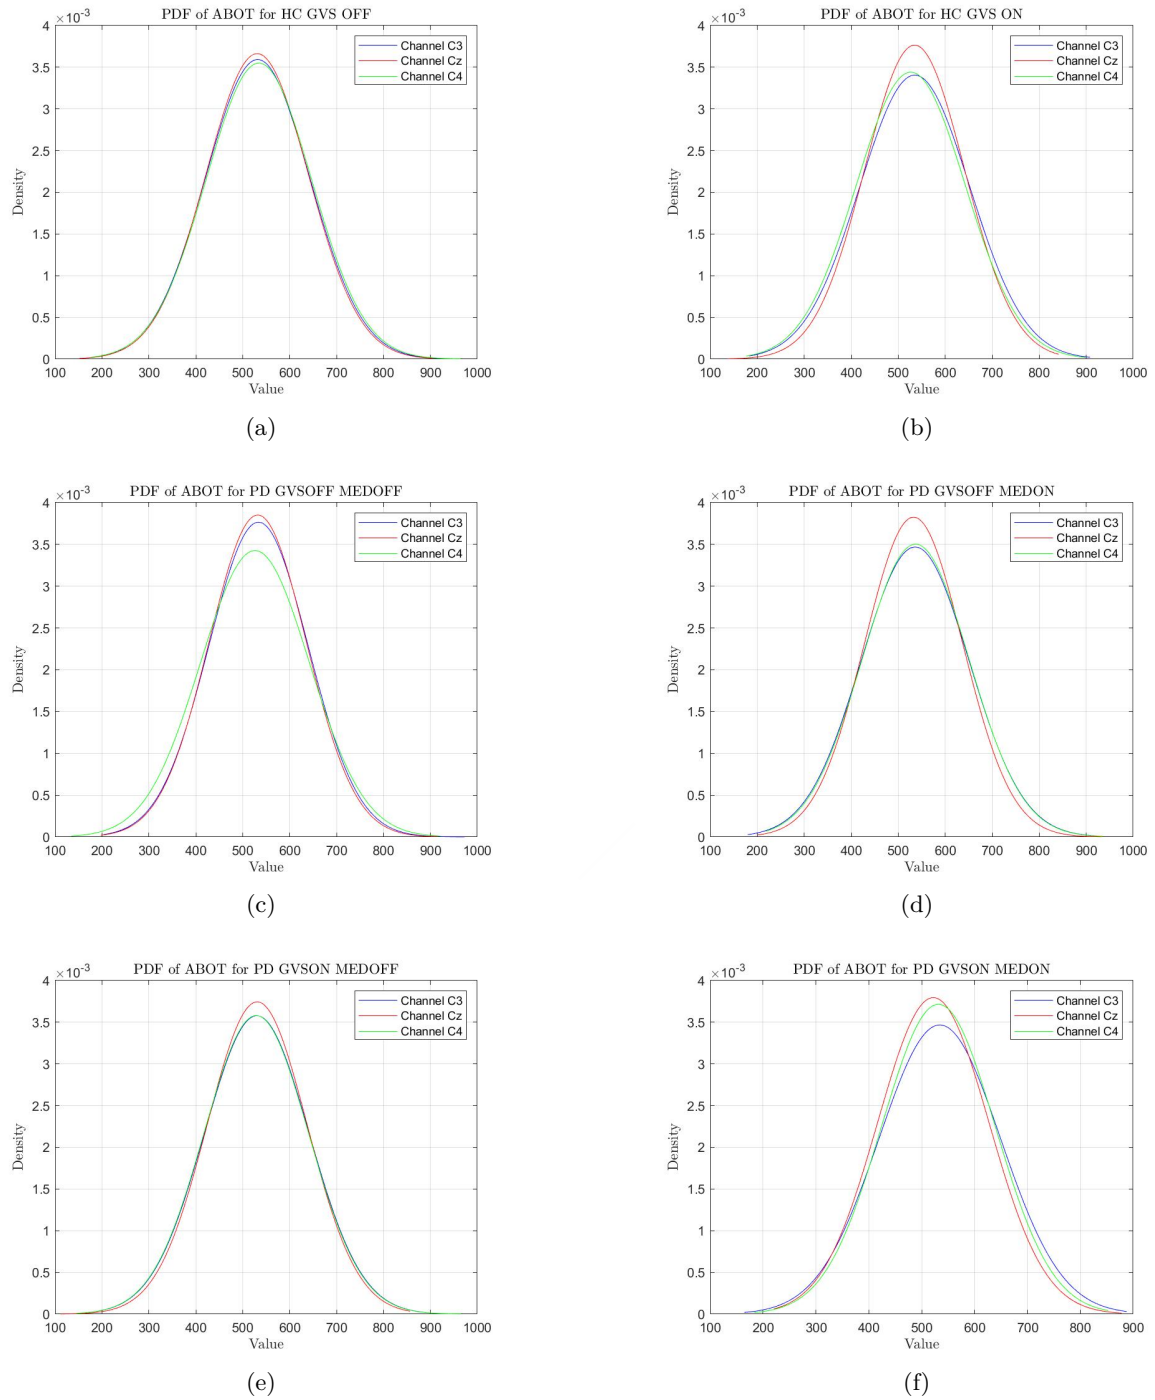 PDF of ABOT for HC GVS OFF
×10-3
4
3.5
3
2.5
2
1.5
1
0.5
0
Density
Channel C3
Channel Cz
Channel C4
100 200 300 400 500 600 700 800 900 1000
Value
(a)
PDF of ABOT for HC GVS ON
×10-3
4
3.5
3
2.5
2
1.5
1
0.5
0
Density
Channel C3
Channel Cz
Channel C4
100 200 300 400 500 600 700 800 900 1000
Value
(b)
PDF of ABOT for PD GVSOFF MEDOFF
×10-3
4
3.5
3
2.5
2
1.5
1
0.5
0
Density
Channel C3
Channel Cz
Channel C4
100 200 300 400 500 600 700 800 900 1000
Value
(c)
PDF of ABOT for PD GVSOFF MEDON
×10-3
4
3.5
3
2.5
2
1.5
1
0.5
0
Density
Channel C3
Channel Cz
Channel C4
100 200 300 400 500 600 700 800 900 1000
Value
(d)
PDF of ABOT for PD GVSON MEDOFF
×10-3
4
3.5
3
2.5
2
1.5
1
0.5
0
Density
Channel C3
Channel Cz
Channel C4
100 200 300 400 500 600 700 800 900 1000
Value
(e)
PDF of ABOT for PD GVSON MEDON
×10-3
4
3.5
3
2.5
2
1.5
1
0.5
0
Density
Channel C3
Channel Cz
Channel C4
100 200 300 400 500 600 700 800 900
Value
(f)